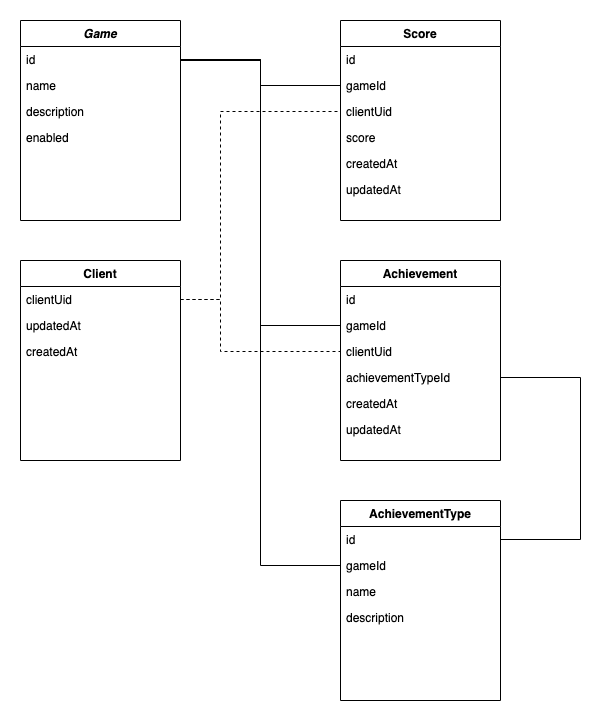 Game
id
name
description
enabled
Score
id
gameId
clientUid
score
createdAt
updatedAt
Client
clientUid
updatedAt
createdAt
Achievement
id
gameId
clientUid
achievementTypeId
createdAt
updatedAt
AchievementType
id
gameId
name
description